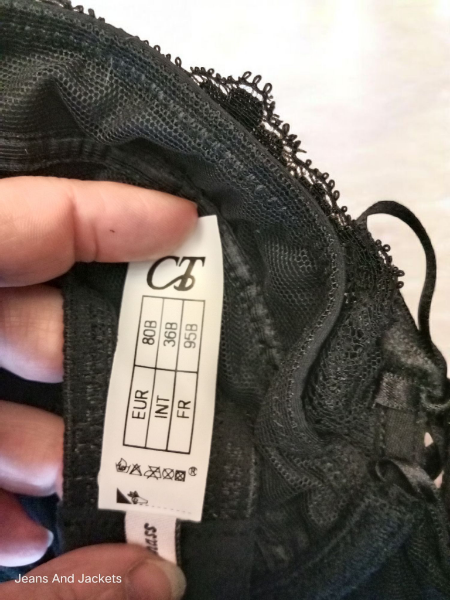 CT
EUR 80B
INT 36B
FR 95B
®
Jeans And Jackets